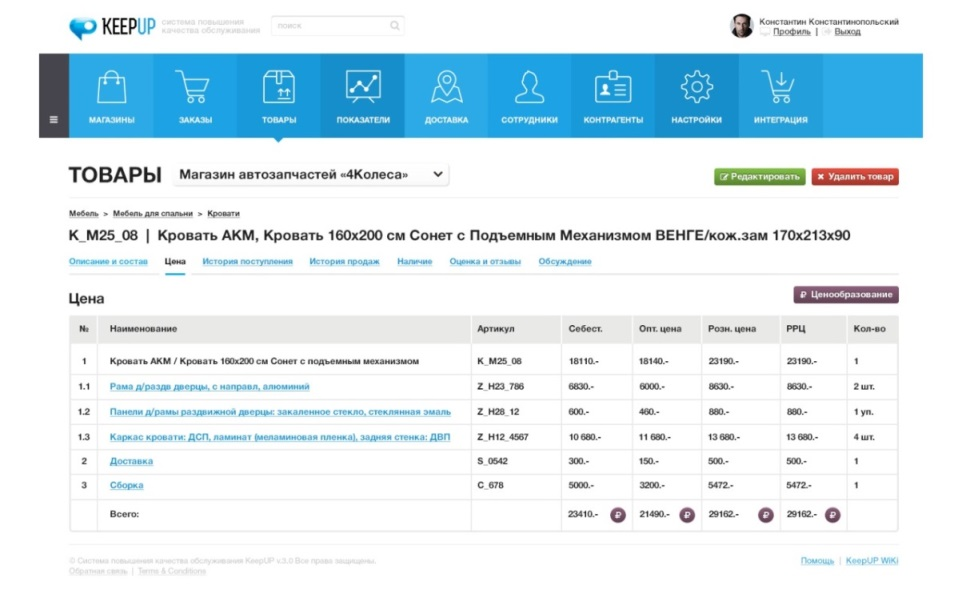 KEEPUP система повышения качества обслуживания поиск
Константин Константинопольский
Профиль | Выход
МАГАЗИНЫ ЗАКАЗЫ ТОВАРЫ ПОКАЗАТЕЛИ ДОСТАВКА СОТРУДНИКИ КОНТРАГЕНТЫ НАСТРОЙКИ ИНТЕГРАЦИЯ
ТОВАРЫ Магазин автозапчастей «4Колеса» Редактировать Удалить товар
Мебель > Мебель для спальни > Кровати
K_M25_08 | Кровать АКМ, Кровать 160x200 см Сонет с Подъемным Механизмом ВЕНГЕ/кож.зам 170x213x90
Описание и состав Цена История поступления История продаж Наличие Оценка и отзывы Обсуждение
Цена ₽ Ценообразование
№ Наименование Артикул Себест. Опт. цена Розн. цена РРЦ Кол-во
1 Кровать АКМ / Кровать 160x200 см Сонет с подъемным механизмом K_M25_08 18110.- 18140.- 23190.- 23190.- 1
1.1 Рама д/раздв дверцы, с направл, алюминий Z_H23_786 6830.- 6000.- 8630.- 8630.- 2 шт.
1.2 Панели д/рамы раздвижной дверцы: закаленное стекло, стеклянная эмаль Z_H28_12 600.- 460.- 880.- 880.- 1 уп.
1.3 Каркас кровати: ДСП, ламинат (меламиновая пленка), задняя стенка: ДВП Z_H12_4567 10 680.- 11 680.- 13 680.- 13 680.- 4 шт.
2 Доставка S_0542 300.- 150.- 500.- 500.- 1
3 Сборка C_678 5000.- 3200.- 5472.- 5472.- 1
Всего: 23410.- ₽ 21490.- ₽ 29162.- ₽ 29162.- ₽
© Система повышения качества обслуживания KeepUP v.3.0 Все права защищены. Помощь | KeepUP WiKi
Обратная связь | Terms & Conditions